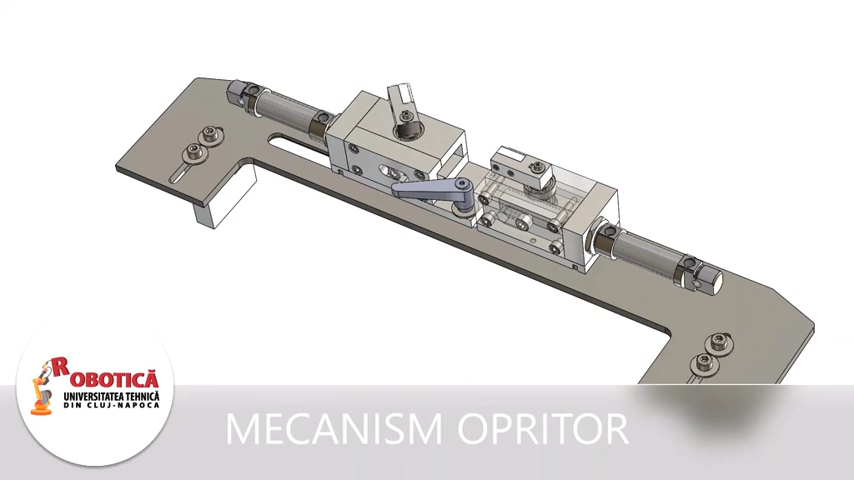 ROBOTICĂ
UNIVERSITATEA TEHNICĂ
DIN CLUJ-NAPOCA
MECANISM OPRITOR